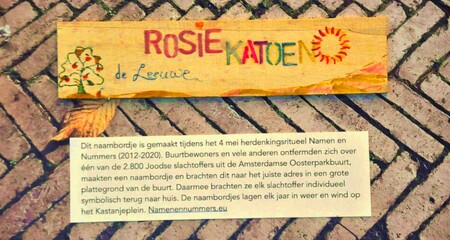 ROSIE KATOEN
de Leeuwe
Dit naambordje is gemaakt tijdens het 4 mei herdenkingsritueel Namen en
Nummers (2012-2020). Buurtbewoners en vele anderen ontfermden zich over
één van de 2.800 Joodse slachtoffers uit de Amsterdamse Oosterparkbuurt,
maakten een naambordje en brachten dit naar het juiste adres in een grote
plattegrond van de buurt. Daarmee brachten ze elk slachtoffer individueel
symbolisch terug naar huis. De naambordjes lagen elk jaar in weer en wind op
het Kastanjeplein. Namenennummers.eu